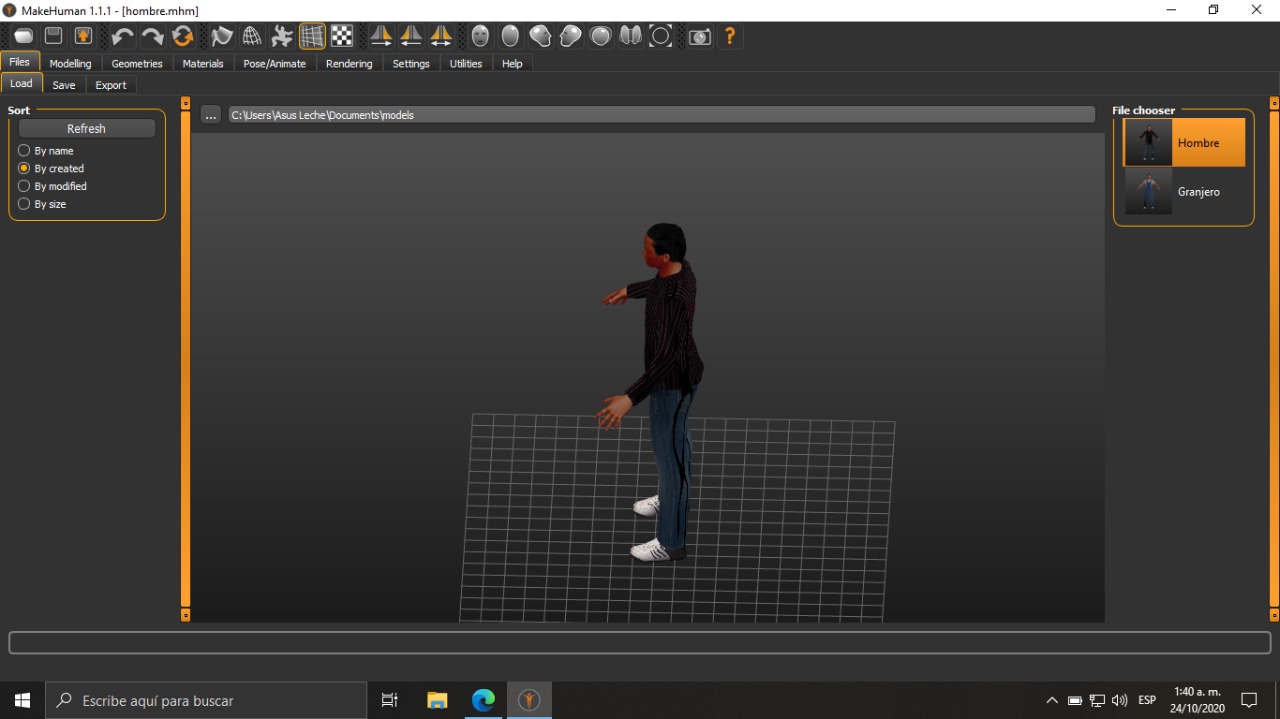 MakeHuman 1.1.1 - [hombre.mhm]
Files Modelling Geometries Materials Pose/Animate Rendering Settings Utilities Help
Load Save Export
Sort
Refresh
By name
By created
By modified
By size
... C:\Users\Asus Leche\Documents\models
File chooser
Hombre
Granjero
Escribe aquí para buscar
ESP
1:40 a. m.
24/10/2020